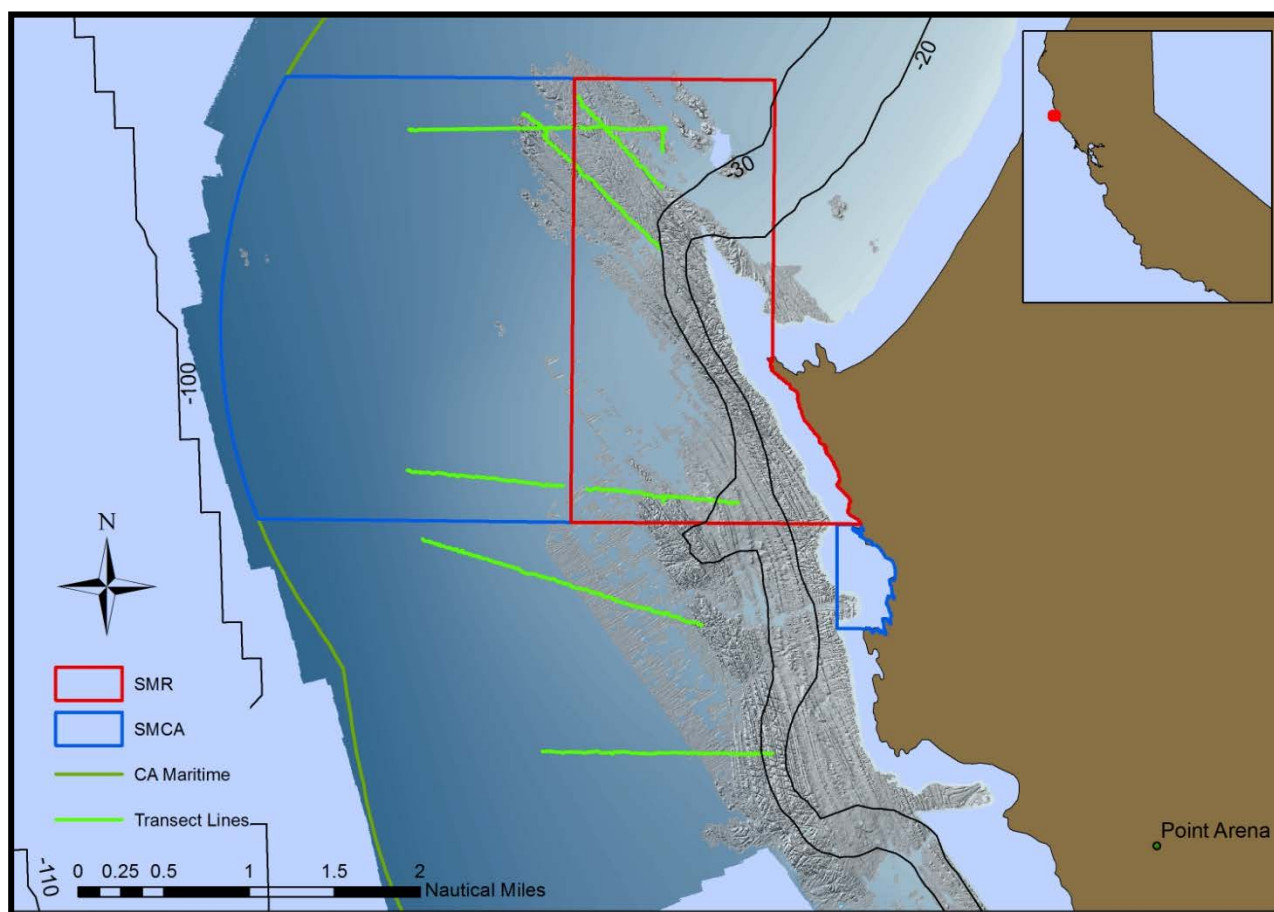 -20
-30
-100
N
SMR
SMCA
CA Maritime
Transect Lines
Point Arena
0 0.25 0.5 1 1.5 2
Nautical Miles
-110